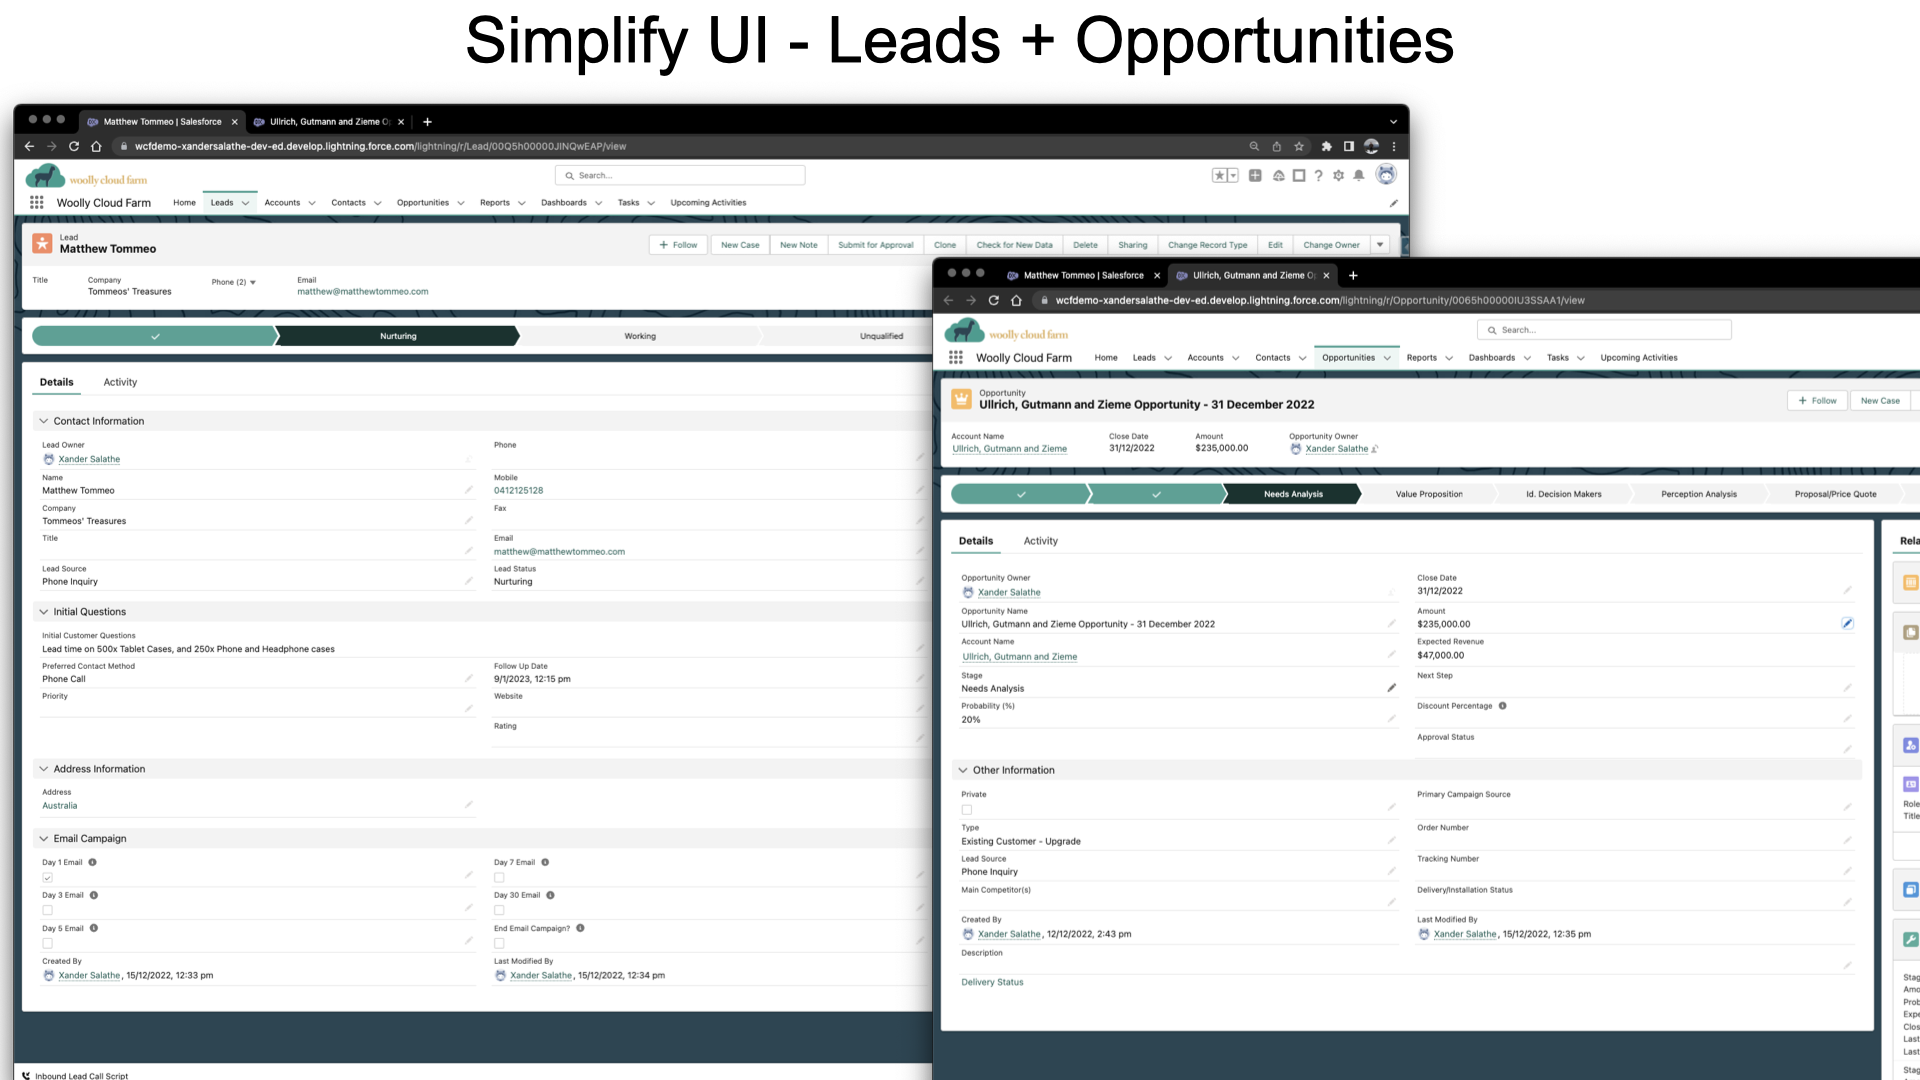 Simplify UI - Leads + Opportunities
Matthew Tommeo | Salesforce
Ullrich, Gutmann and Zieme O
wcfdemo-xandersalathe-dev-ed.develop.lightning.force.com/lightning/r/Lead/00Q5h00000JINQwEAP/view
woolly cloud farm
Search...
Woolly Cloud Farm
Home
Leads
Accounts
Contacts
Opportunities
Reports
Dashboards
Tasks
Upcoming Activities
Lead
Matthew Tommeo
+ Follow
New Case
New Note
Submit for Approval
Clone
Check for New Data
Delete
Sharing
Change Record Type
Edit
Change Owner
Title
Company
Tommeos' Treasures
Phone (2)
Email
matthew@matthewtommeo.com
Nurturing
Working
Unqualified
Details
Activity
Contact Information
Lead Owner
Xander Salathe
Phone
Name
Matthew Tommeo
Mobile
0412125128
Company
Tommeos' Treasures
Fax
Title
Email
matthew@matthewtommeo.com
Lead Source
Phone Inquiry
Lead Status
Nurturing
Initial Questions
Initial Customer Questions
Lead time on 500x Tablet Cases, and 250x Phone and Headphone cases
Preferred Contact Method
Phone Call
Follow Up Date
9/1/2023, 12:15 pm
Priority
Website
Rating
Address Information
Address
Australia
Email Campaign
Day 1 Email
Day 7 Email
Day 3 Email
Day 30 Email
Day 5 Email
End Email Campaign?
Created By
Xander Salathe, 15/12/2022, 12:33 pm
Last Modified By
Xander Salathe, 15/12/2022, 12:34 pm
Inbound Lead Call Script
Matthew Tommeo | Salesforce
Ullrich, Gutmann and Zieme O
wcfdemo-xandersalathe-dev-ed.develop.lightning.force.com/lightning/r/Opportunity/0065h00000IU3SSAA1/view
woolly cloud farm
Search...
Woolly Cloud Farm
Home
Leads
Accounts
Contacts
Opportunities
Reports
Dashboards
Tasks
Upcoming Activities
Opportunity
Ullrich, Gutmann and Zieme Opportunity - 31 December 2022
+ Follow
New Case
Account Name
Ullrich, Gutmann and Zieme
Close Date
31/12/2022
Amount
$235,000.00
Opportunity Owner
Xander Salathe
Needs Analysis
Value Proposition
Id. Decision Makers
Perception Analysis
Proposal/Price Quote
Details
Activity
Opportunity Owner
Xander Salathe
Close Date
31/12/2022
Opportunity Name
Ullrich, Gutmann and Zieme Opportunity - 31 December 2022
Amount
$235,000.00
Account Name
Ullrich, Gutmann and Zieme
Expected Revenue
$47,000.00
Stage
Needs Analysis
Next Step
Probability (%)
20%
Discount Percentage
Approval Status
Other Information
Private
Primary Campaign Source
Type
Existing Customer - Upgrade
Order Number
Lead Source
Phone Inquiry
Tracking Number
Main Competitor(s)
Delivery/Installation Status
Created By
Xander Salathe, 12/12/2022, 2:43 pm
Last Modified By
Xander Salathe, 15/12/2022, 12:35 pm
Description
Delivery Status
Rela
Role
Title
Stag
Amo
Prob
Expe
Clos
Last
Last
Stag